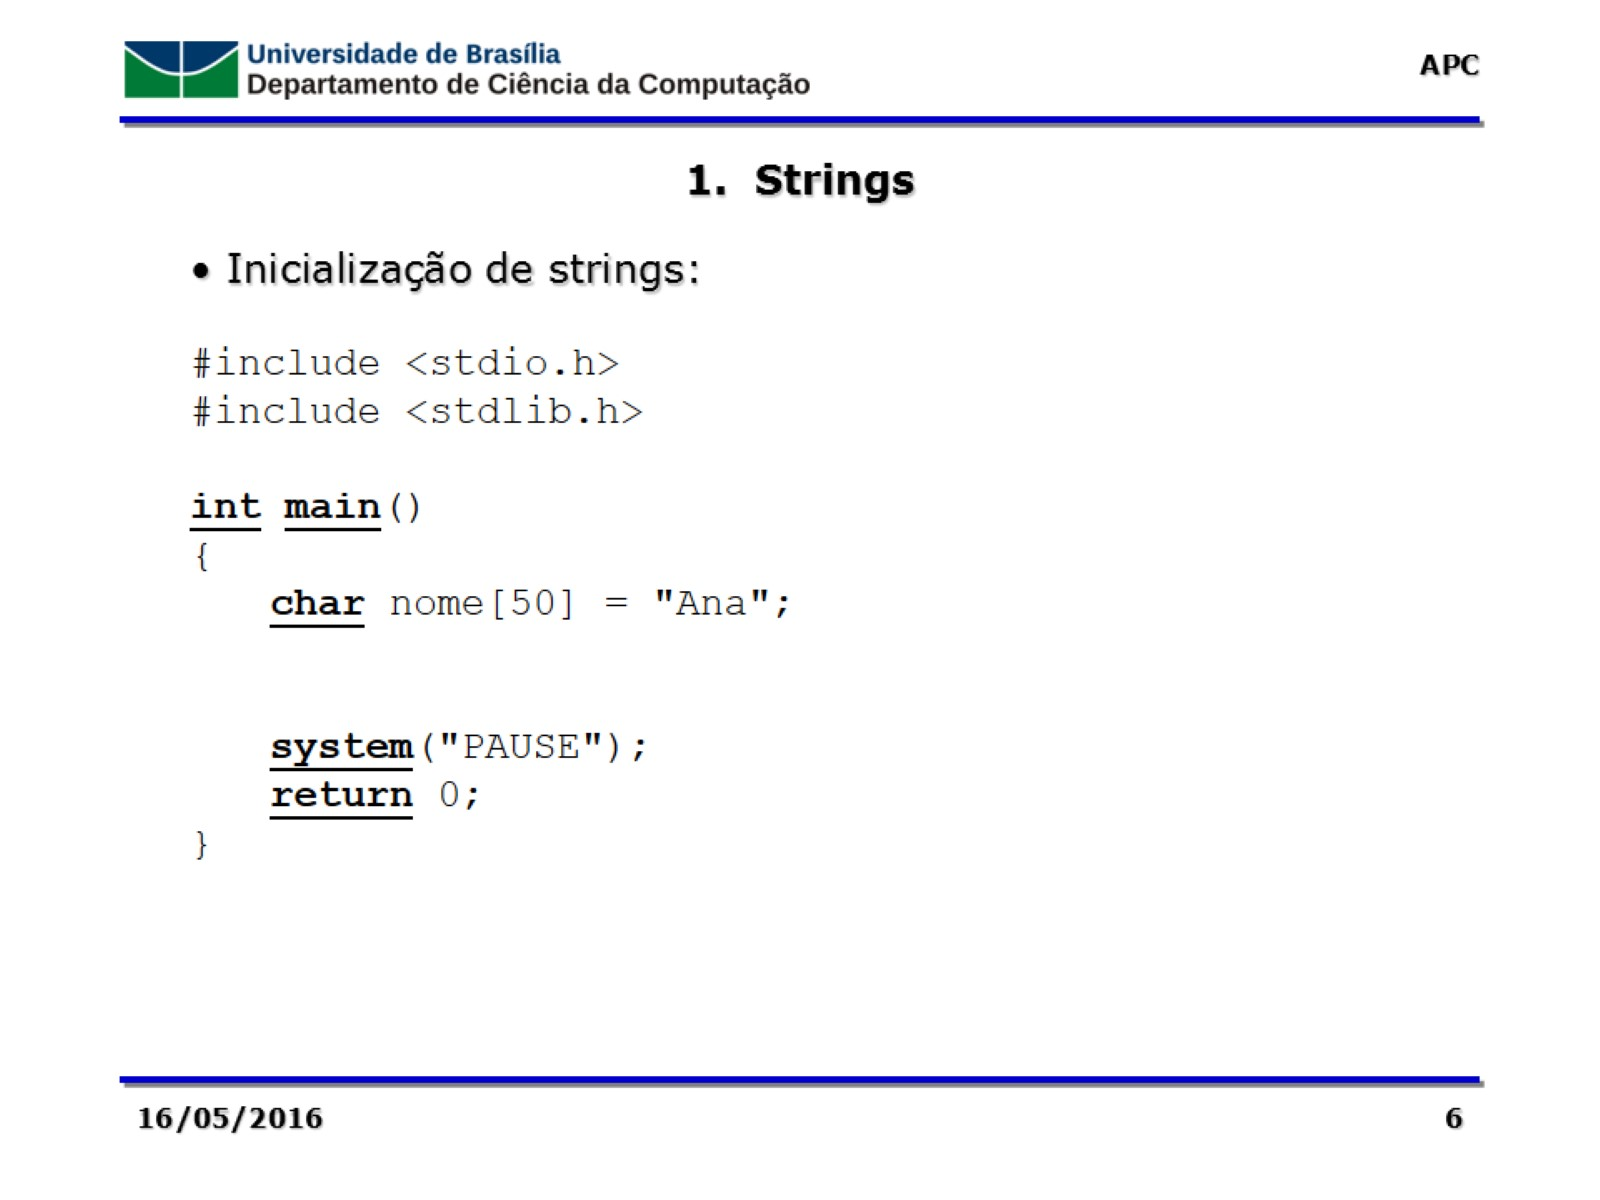 Universidade de Brasília
Departamento de Ciência da Computação
APC
1. Strings
• Inicialização de strings:
#include <stdio.h>
#include <stdlib.h>
int main()
{
char nome[50] = "Ana";
system("PAUSE");
return 0;
}
16/05/2016
6